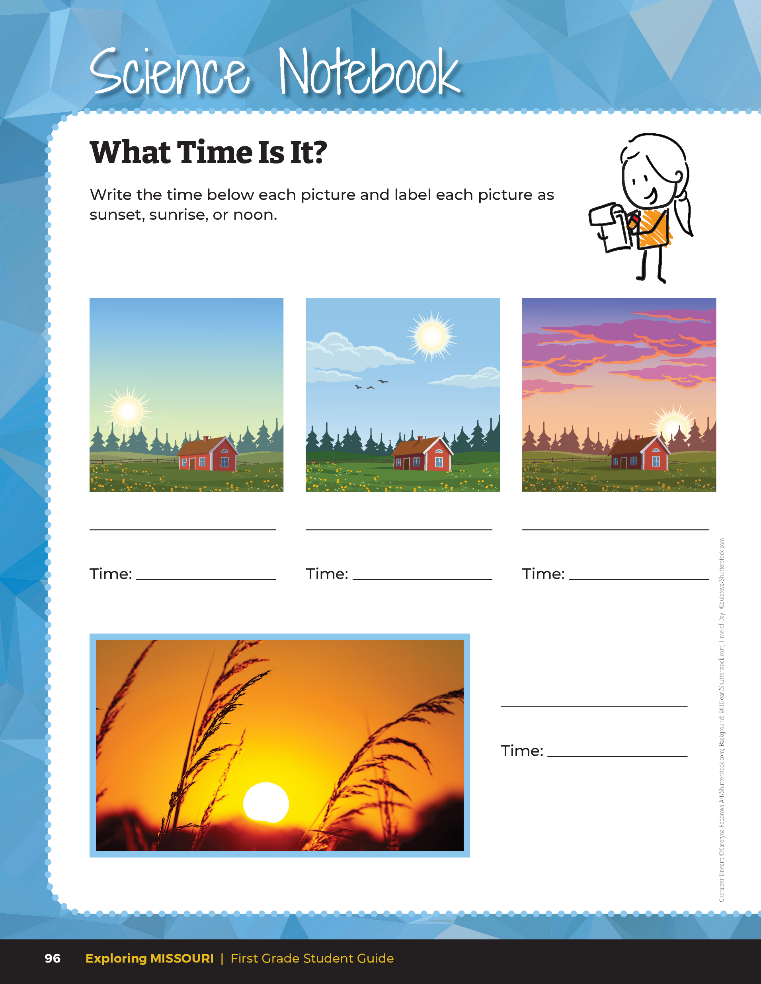 Science Notebook
What Time Is It?
Write the time below each picture and label each picture as
sunset, sunrise, or noon.
Time:
Time:
Time:
Time:
96 Exploring MISSOURI | First Grade Student Guide